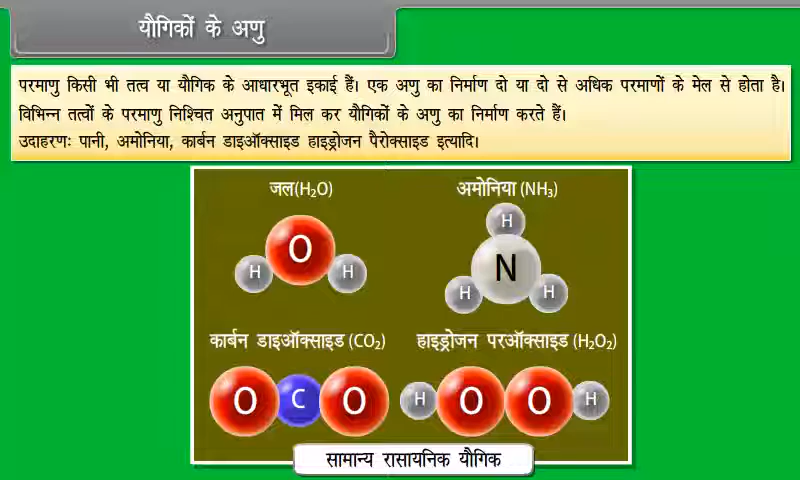 यौगिकों के अणु
परमाणु किसी भी तत्व या यौगिक के आधारभूत इकाई हैं। एक अणु का निर्माण दो या दो से अधिक परमाणों के मेल से होता है।
विभिन्न तत्वों के परमाणु निश्चित अनुपात में मिल कर यौगिकों के अणु का निर्माण करते हैं।
उदाहरणः पानी, अमोनिया, कार्बन डाइऑक्साइड हाइड्रोजन पैरोक्साइड इत्यादि।
जल(H₂O)
O
H
H
अमोनिया (NH₃)
H
N
H
H
कार्बन डाइऑक्साइड (CO₂)
O C O
हाइड्रोजन परऑक्साइड (H₂O₂)
H O O H
सामान्य रासायनिक यौगिक